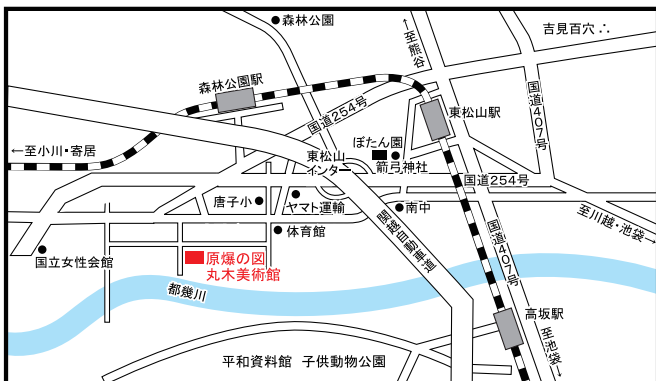 森林公園
←至熊谷
吉見百穴
森林公園駅
国道254号
東松山駅
国道407号
←至小川・寄居
ぼたん園
東松山
インター
箭弓神社
国道254号
唐子小
ヤマト運輸
南中
至川越・池袋→
体育館
関越自動車道
国立女性会館
原爆の図
丸木美術館
国道407号
都幾川
高坂駅
至池袋→
平和資料館 子供動物公園